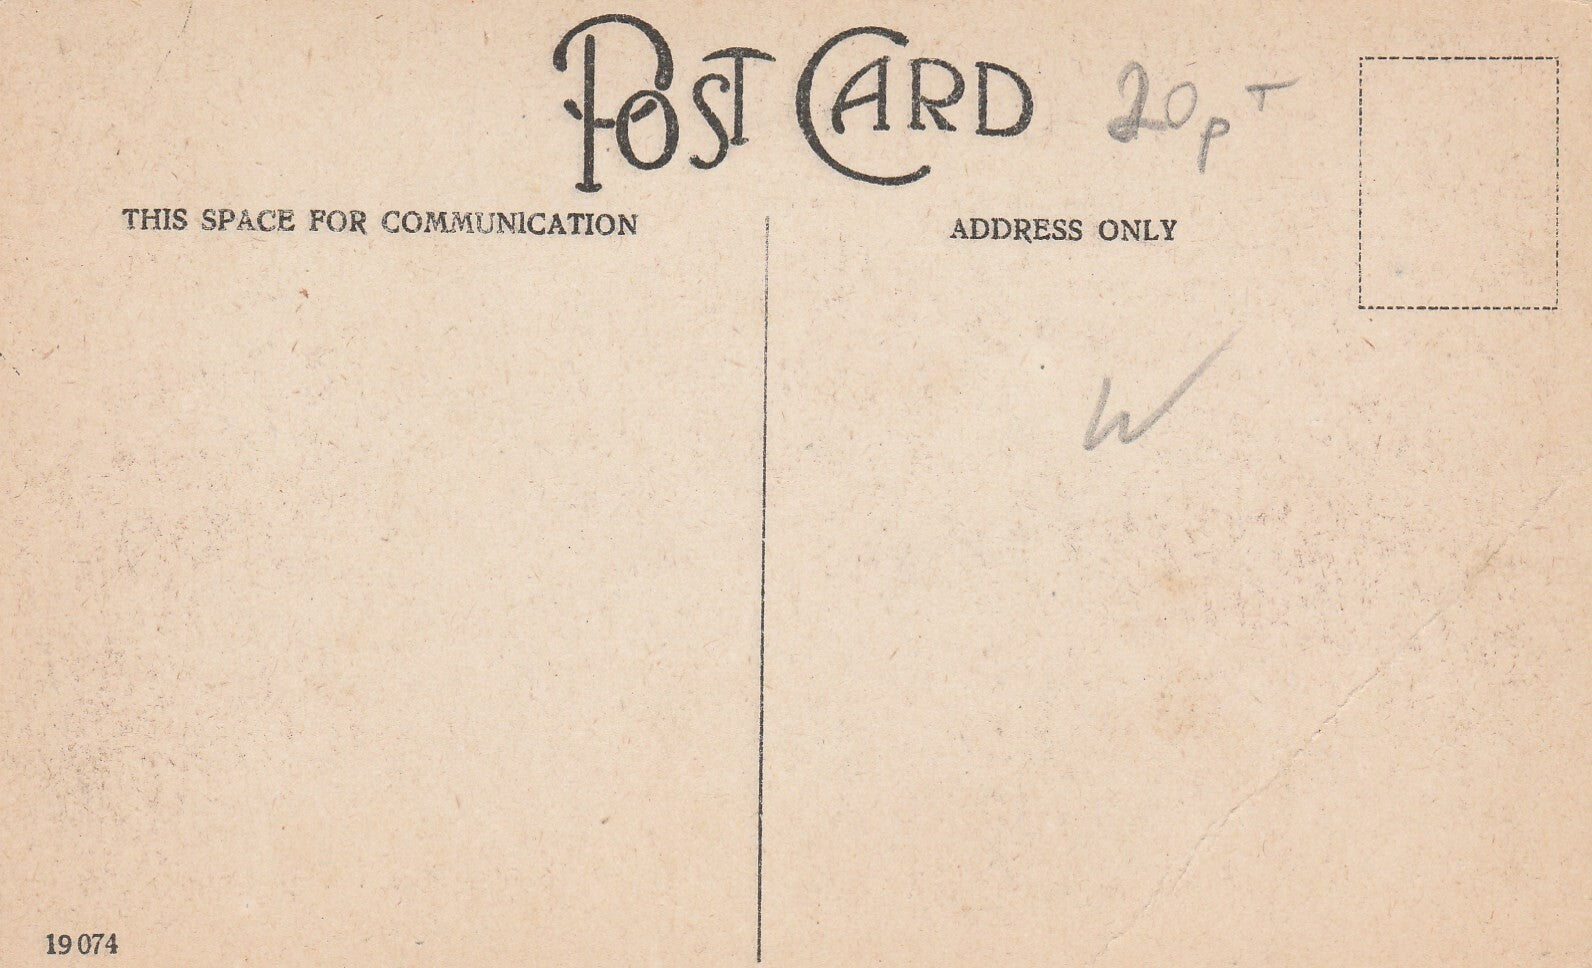 POST CARD
20p T
THIS SPACE FOR COMMUNICATION
ADDRESS ONLY
W
19074